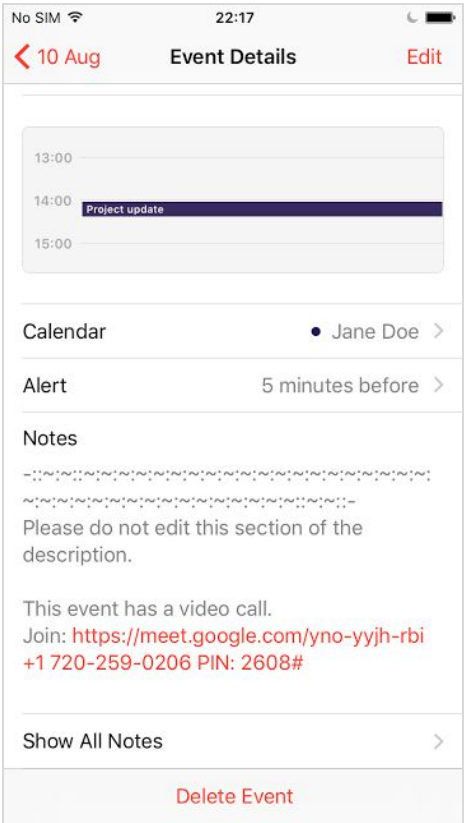 No SIM 22:17
10 Aug Event Details Edit
13:00
14:00 Project update
15:00
Calendar Jane Doe
Alert 5 minutes before
Notes
-::~:~::~:~:~:~:~:~:~:~:~:~:~:~:~:~:~:~:~:~:~:~:~:
~:~:~:~:~:~:~:~:~:~:~:~:~:~:~:~::~:~::-
Please do not edit this section of the
description.
This event has a video call.
Join: https://meet.google.com/yno-yyjh-rbi
+1 720-259-0206 PIN: 2608#
Show All Notes
Delete Event